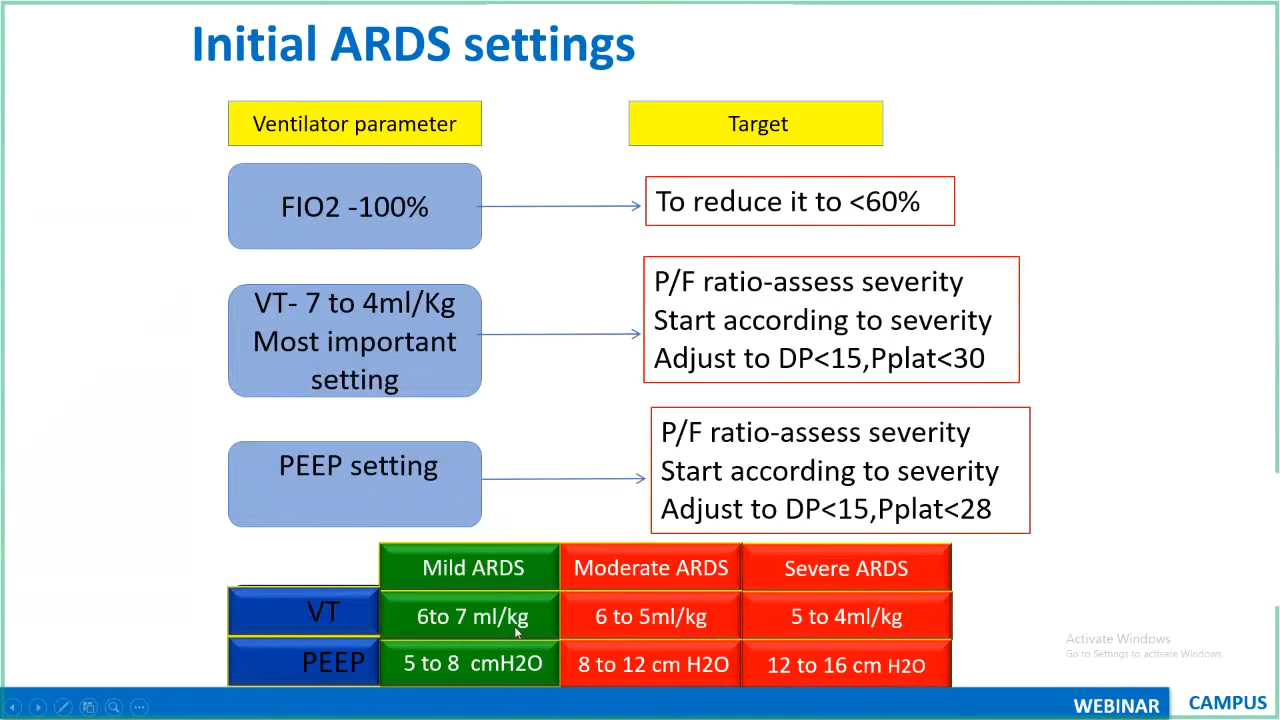 Initial ARDS settings
Ventilator parameter
Target
FIO2 -100%
To reduce it to <60%
VT- 7 to 4ml/Kg
Most important
setting
P/F ratio-assess severity
Start according to severity
Adjust to DP<15,Pplat<30
PEEP setting
P/F ratio-assess severity
Start according to severity
Adjust to DP<15,Pplat<28
Mild ARDS Moderate ARDS Severe ARDS
VT 6to 7 ml/kg 6 to 5ml/kg 5 to 4ml/kg
PEEP 5 to 8 cmH2O 8 to 12 cm H2O 12 to 16 cm H2O
Activate Windows
Go to Settings to activate Windows.
WEBINAR CAMPUS